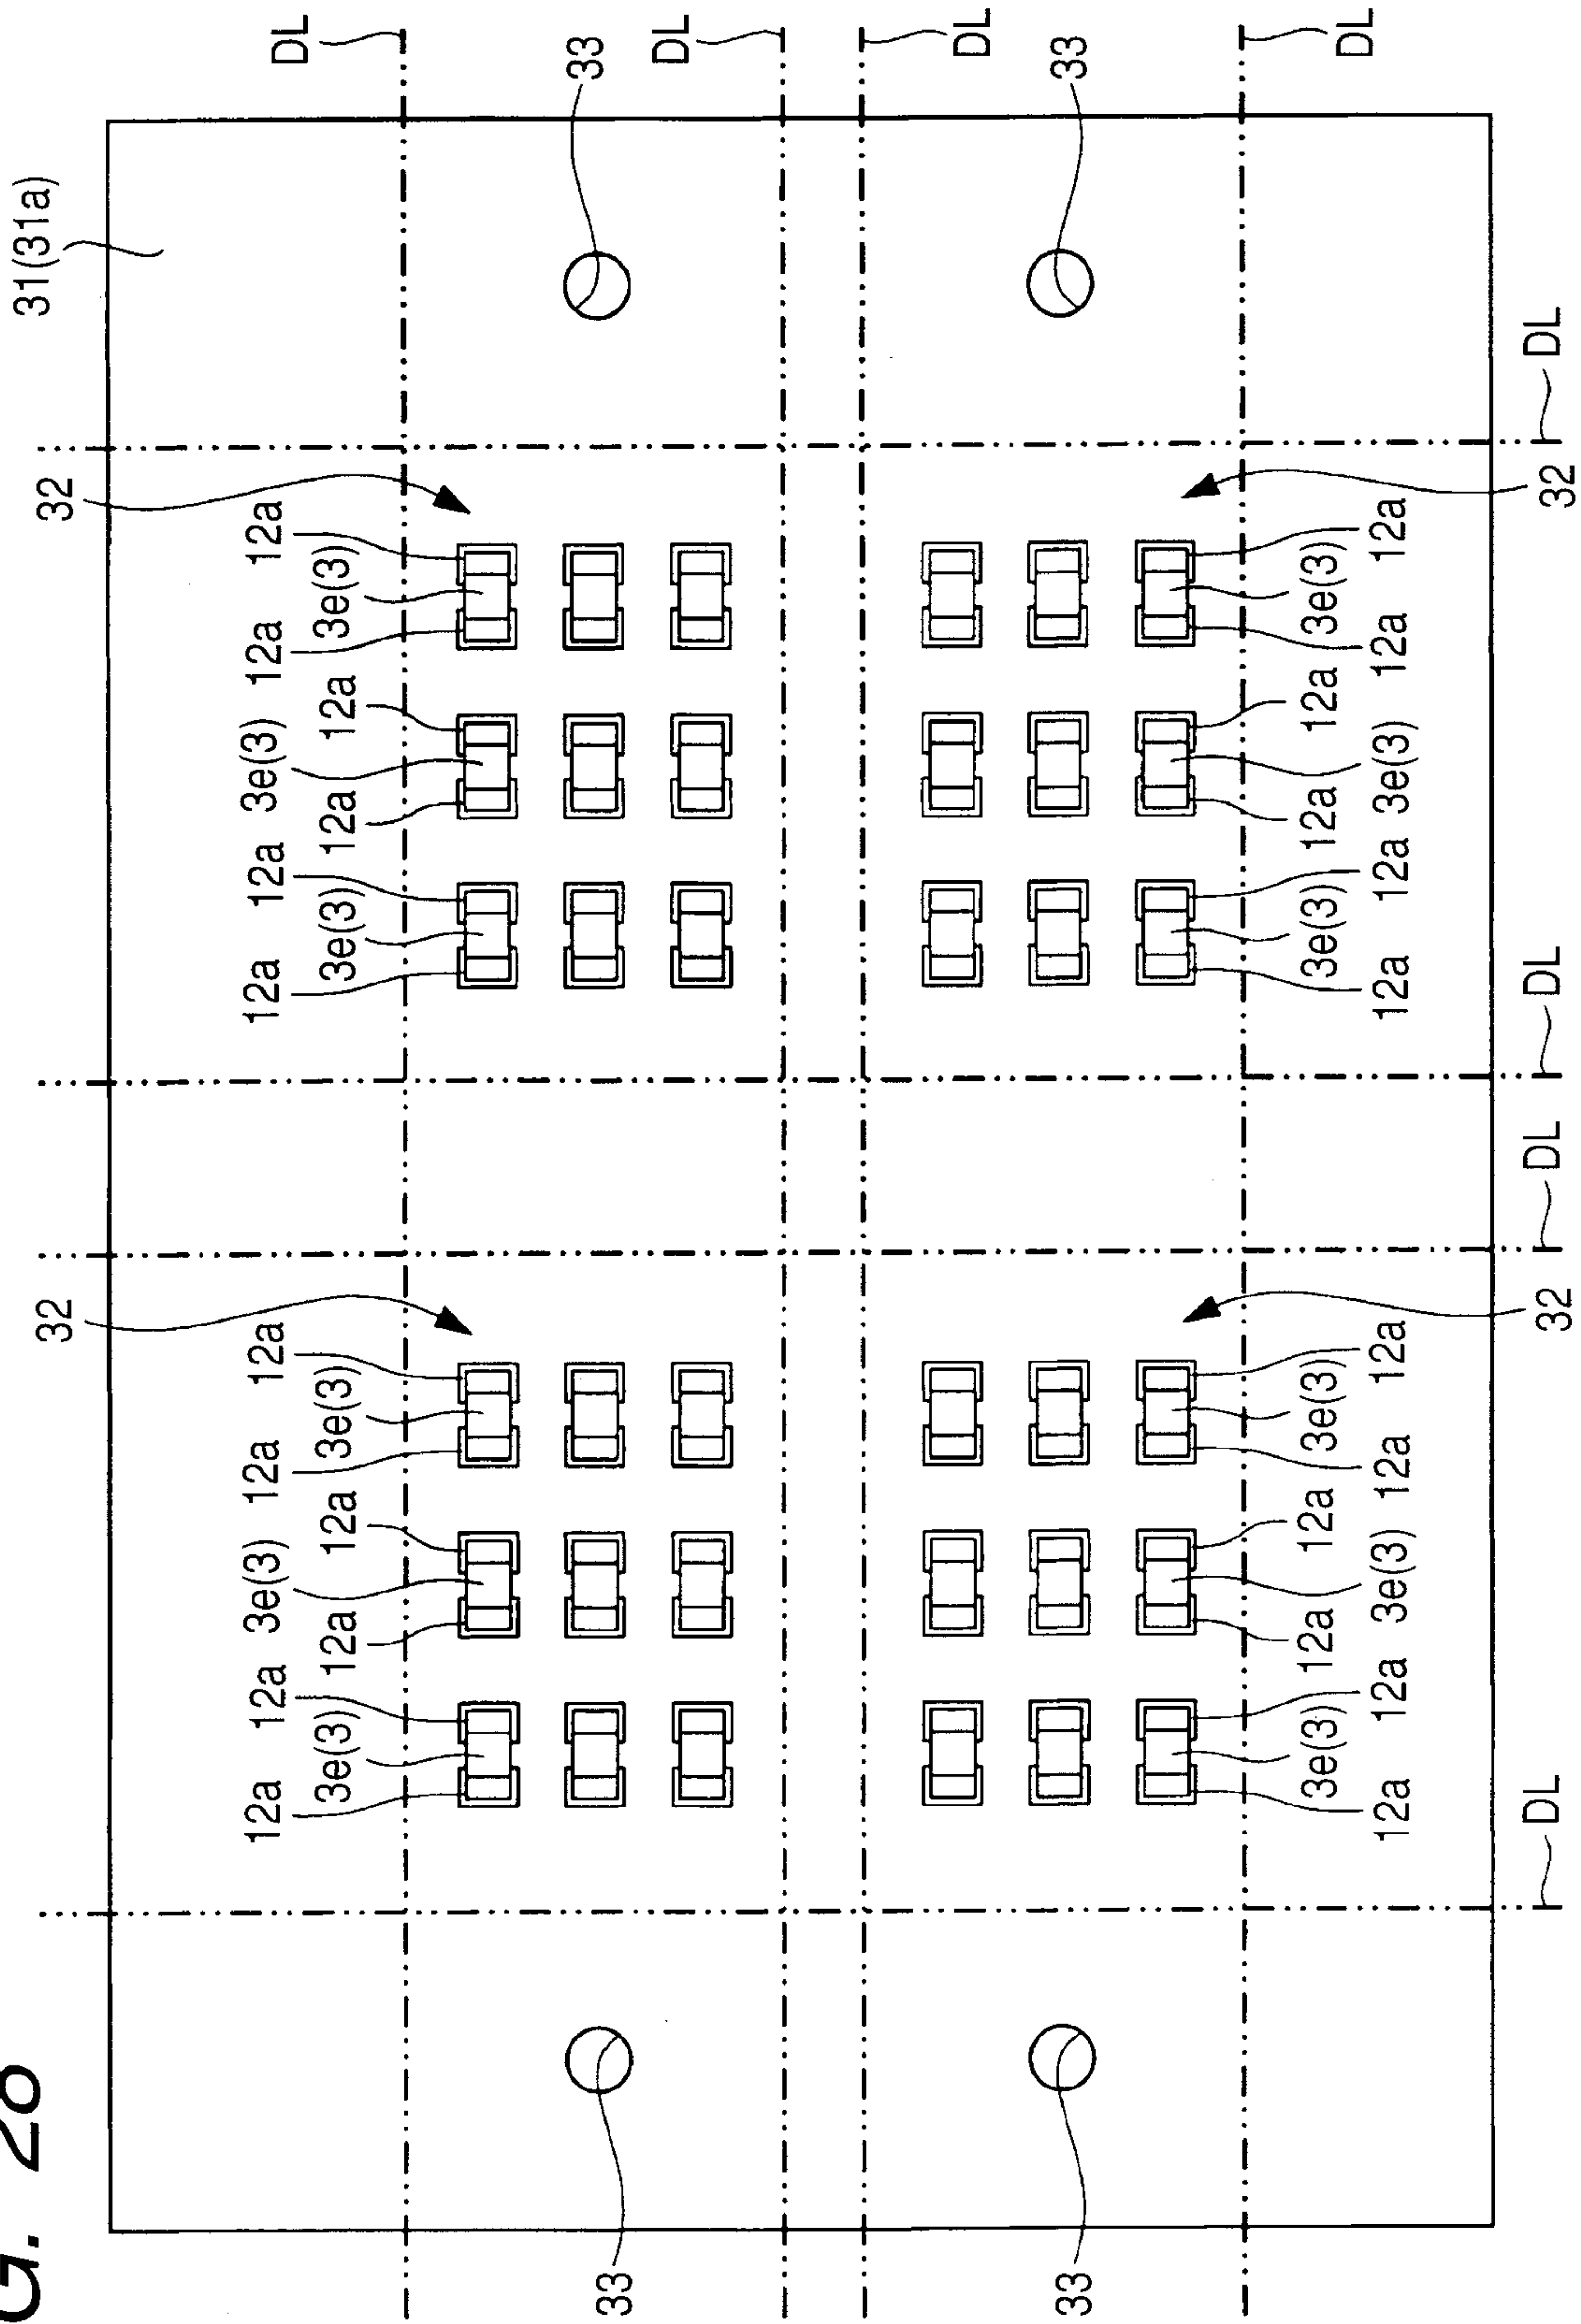 G.
31(31a)
32 32
12a 12a 3e(3) 12a 12a 12a 12a 3e(3) 12a 12a DL
3e(3) 12a 12a 3e(3) 3e(3) 12a 12a 3e(3)
33 33
DL
DL
33 33
3e(3) 12a 12a 3e(3) 3e(3) 12a 12a 3e(3) DL
12a 12a 3e(3) 12a 12a 12a 12a 3e(3) 12a 12a
DL 32 DL DL 32 DL